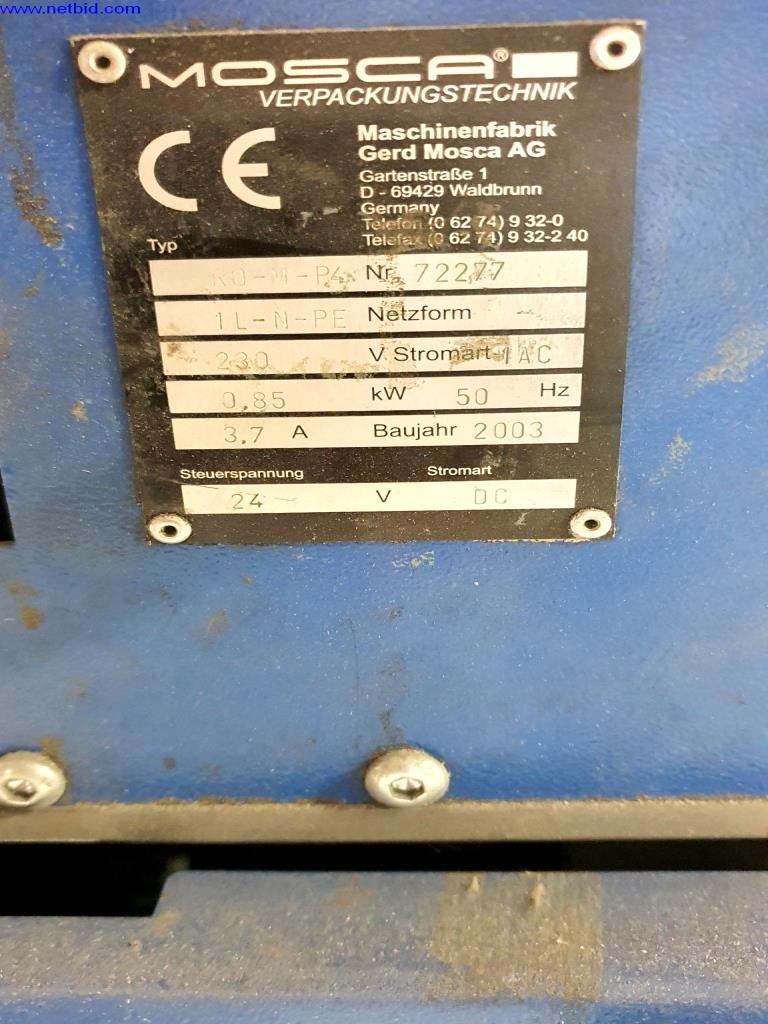 www.netbid.com
MOSCA®
VERPACKUNGSTECHNIK
CE
Maschinenfabrik
Gerd Mosca AG
Gartenstraße 1
D - 69429 Waldbrunn
Germany
Telefon (0 62 74) 9 32-0
Telefax (0 62 74) 9 32-2 40
Typ
RO-M-P4 Nr. 72277
1L-N-PE Netzform
230 V Stromart 1AC
0,85 kW 50 Hz
3,7 A Baujahr 2003
Steuerspannung Stromart
24 V DC